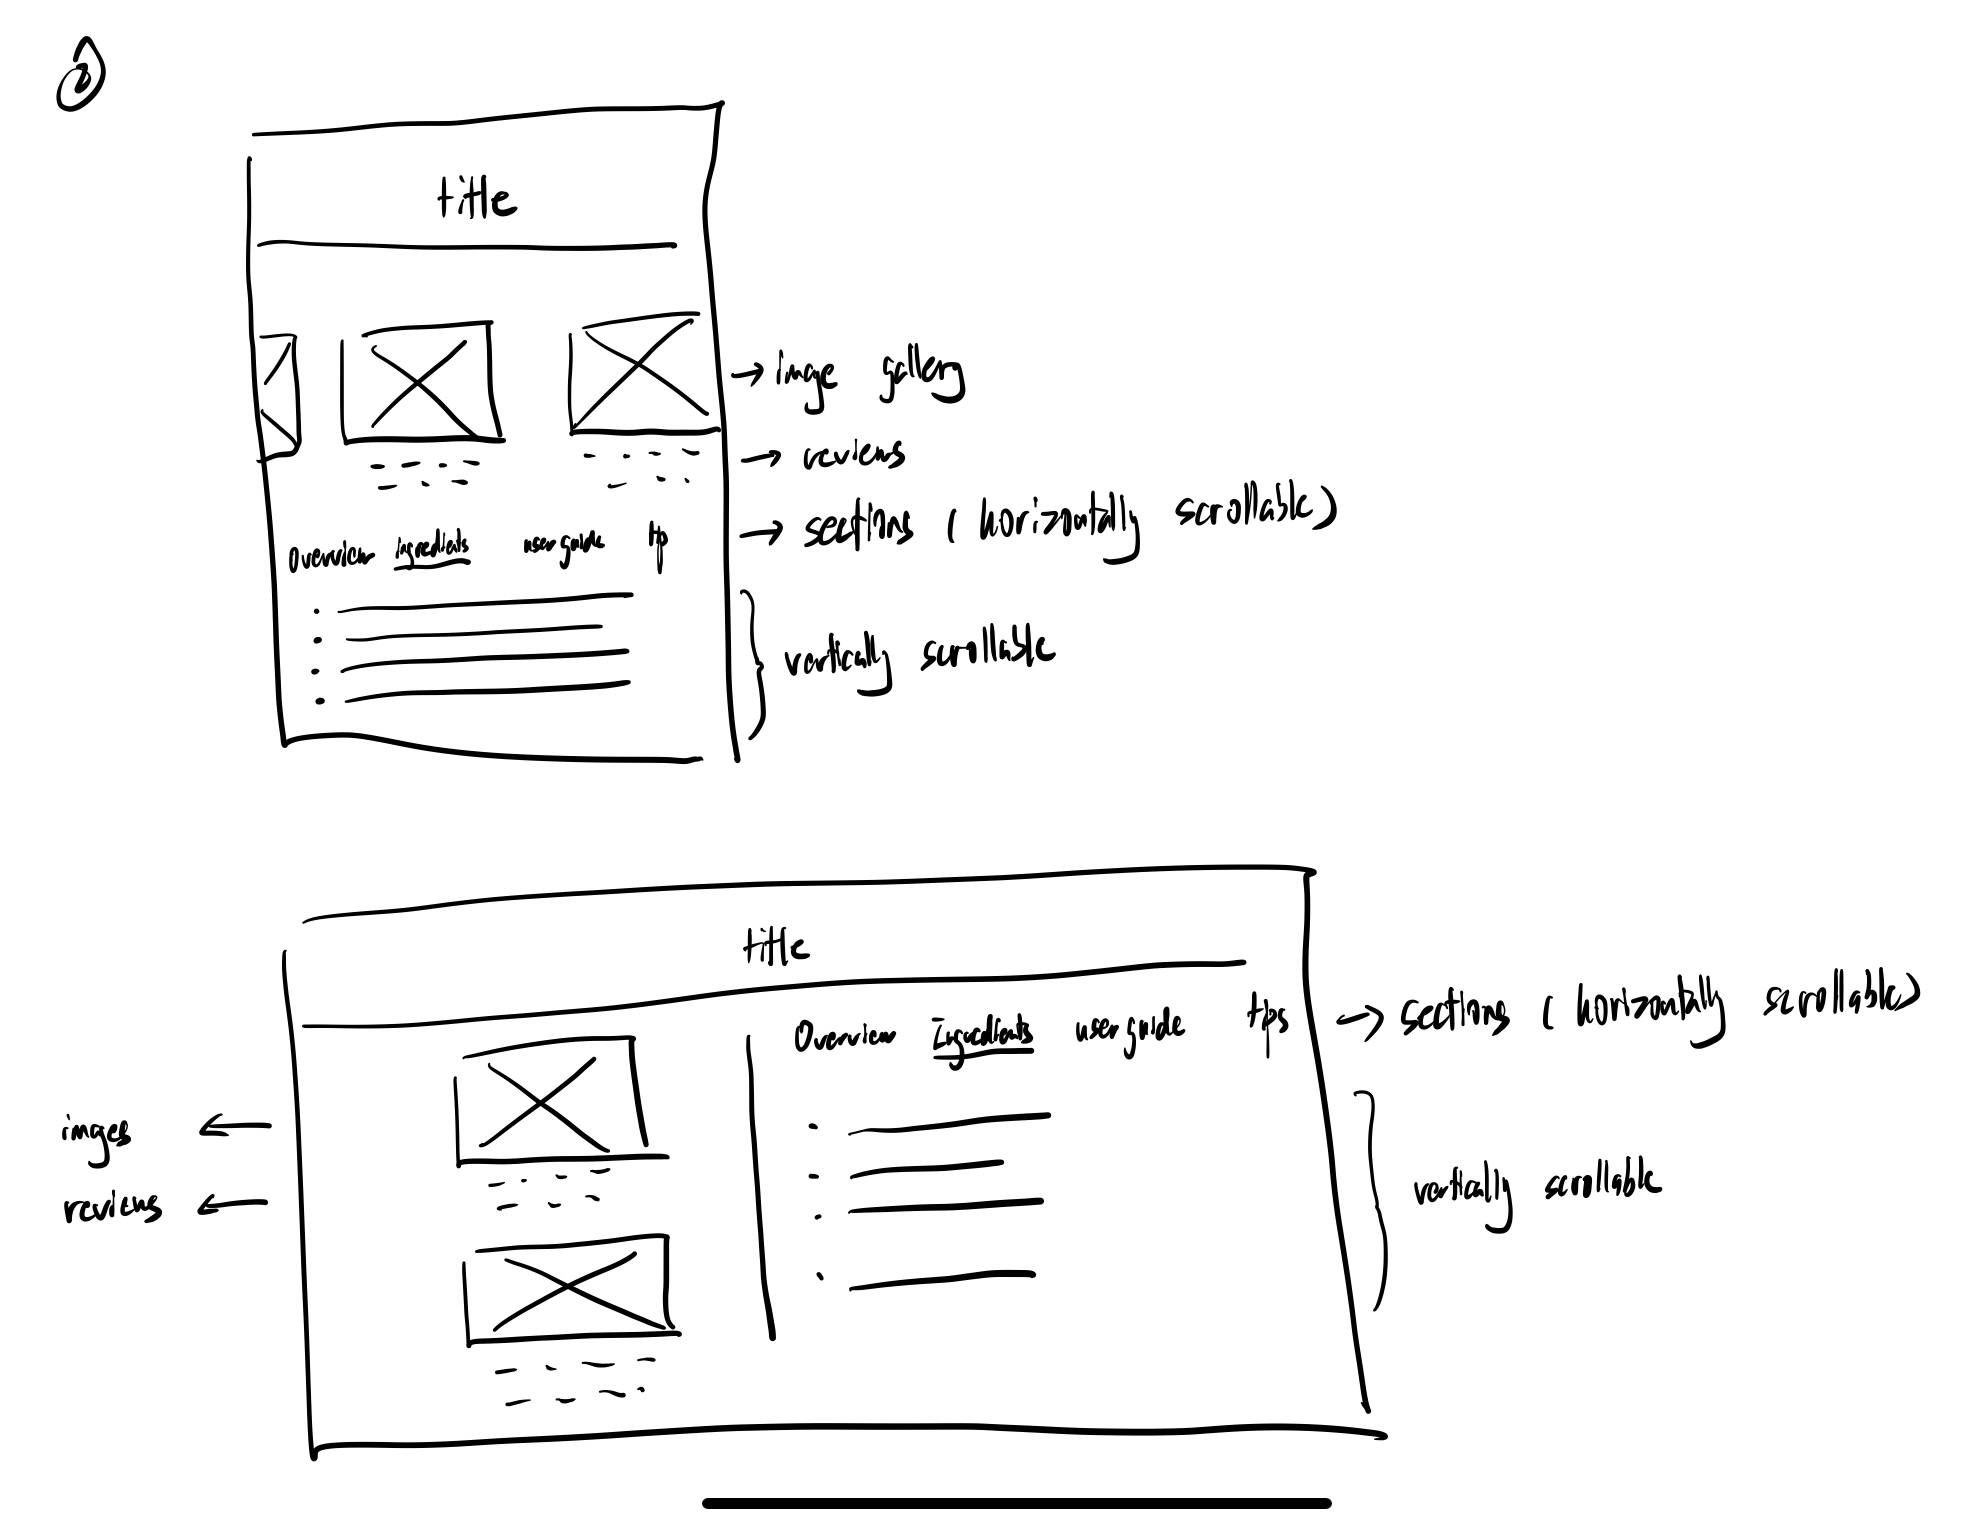 2
title
image gallery
reviews
sections (horizontally scrollable)
Overview ingredients user guide tip
vertically scrollable
title
Overview Ingredients user guide tips
sections (horizontally scrollable)
images
vertically scrollable
reviews